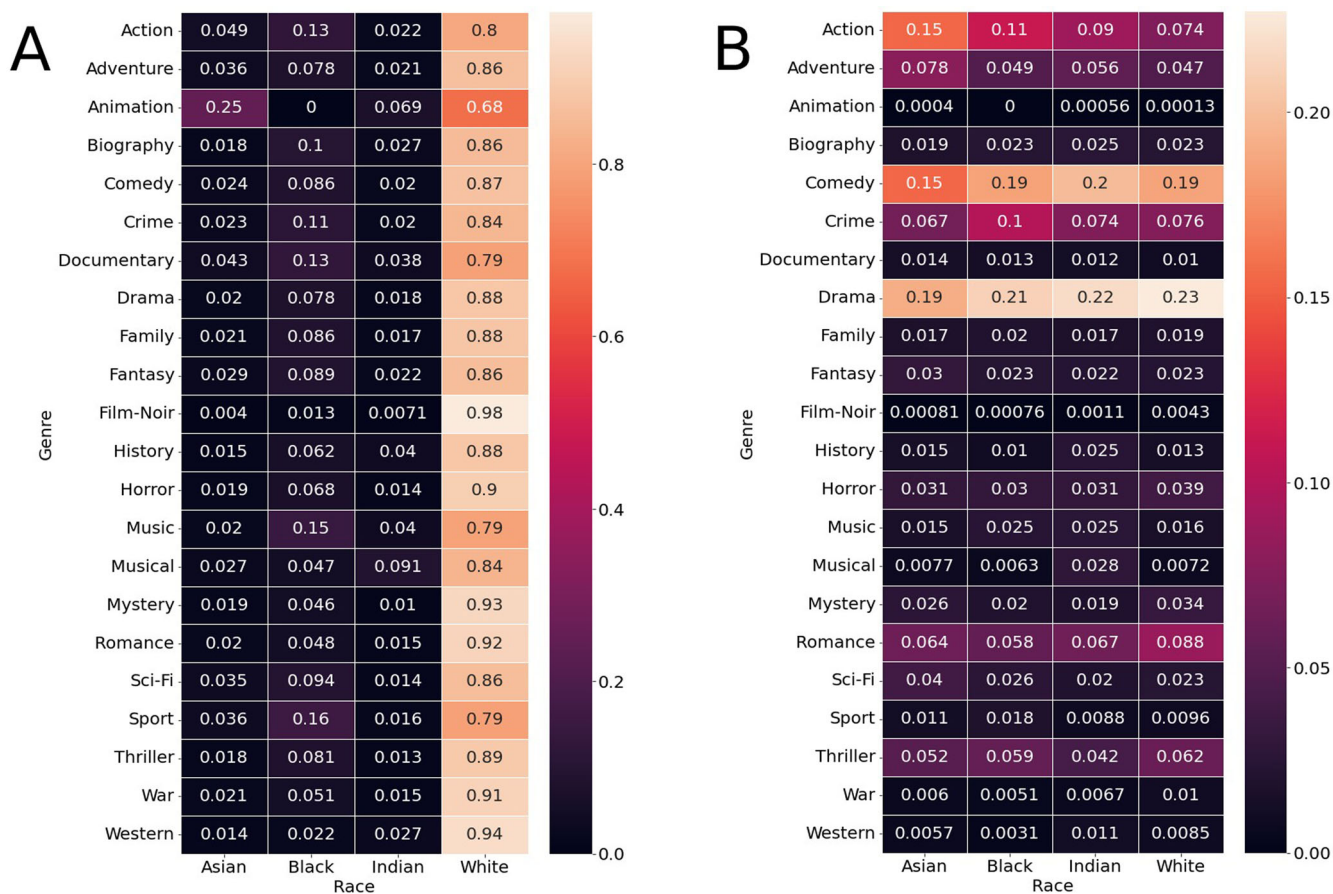 A
Genre
Action 0.049 0.13 0.022 0.8
Adventure 0.036 0.078 0.021 0.86
Animation 0.25 0 0.069 0.68
Biography 0.018 0.1 0.027 0.86
Comedy 0.024 0.086 0.02 0.87
Crime 0.023 0.11 0.02 0.84
Documentary 0.043 0.13 0.038 0.79
Drama 0.02 0.078 0.018 0.88
Family 0.021 0.086 0.017 0.88
Fantasy 0.029 0.089 0.022 0.86
Film-Noir 0.004 0.013 0.0071 0.98
History 0.015 0.062 0.04 0.88
Horror 0.019 0.068 0.014 0.9
Music 0.02 0.15 0.04 0.79
Musical 0.027 0.047 0.091 0.84
Mystery 0.019 0.046 0.01 0.93
Romance 0.02 0.048 0.015 0.92
Sci-Fi 0.035 0.094 0.014 0.86
Sport 0.036 0.16 0.016 0.79
Thriller 0.018 0.081 0.013 0.89
War 0.021 0.051 0.015 0.91
Western 0.014 0.022 0.027 0.94
Asian Black Indian White
Race
0.8
0.6
0.4
0.2
0.0
B
Genre
Action 0.15 0.11 0.09 0.074
Adventure 0.078 0.049 0.056 0.047
Animation 0.0004 0 0.00056 0.00013
Biography 0.019 0.023 0.025 0.023
Comedy 0.15 0.19 0.2 0.19
Crime 0.067 0.1 0.074 0.076
Documentary 0.014 0.013 0.012 0.01
Drama 0.19 0.21 0.22 0.23
Family 0.017 0.02 0.017 0.019
Fantasy 0.03 0.023 0.022 0.023
Film-Noir 0.00081 0.00076 0.0011 0.0043
History 0.015 0.01 0.025 0.013
Horror 0.031 0.03 0.031 0.039
Music 0.015 0.025 0.025 0.016
Musical 0.0077 0.0063 0.028 0.0072
Mystery 0.026 0.02 0.019 0.034
Romance 0.064 0.058 0.067 0.088
Sci-Fi 0.04 0.026 0.02 0.023
Sport 0.011 0.018 0.0088 0.0096
Thriller 0.052 0.059 0.042 0.062
War 0.006 0.0051 0.0067 0.01
Western 0.0057 0.0031 0.011 0.0085
Asian Black Indian White
Race
0.20
0.15
0.10
0.05
0.00